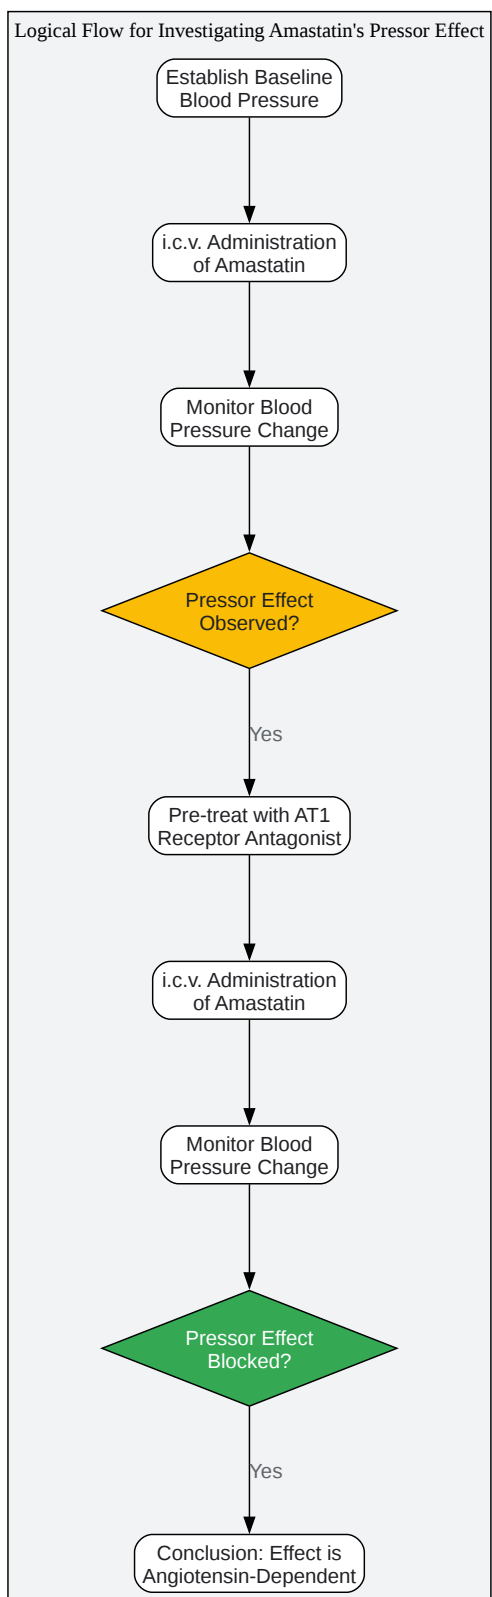 Logical Flow for Investigating Amastatin's Pressor Effect
Establish Baseline
Blood Pressure
i.c.v. Administration
of Amastatin
Monitor Blood
Pressure Change
Pressor Effect
Observed?
Yes
Pre-treat with AT1
Receptor Antagonist
i.c.v. Administration
of Amastatin
Monitor Blood
Pressure Change
Pressor Effect
Blocked?
Yes
Conclusion: Effect is
Angiotensin-Dependent